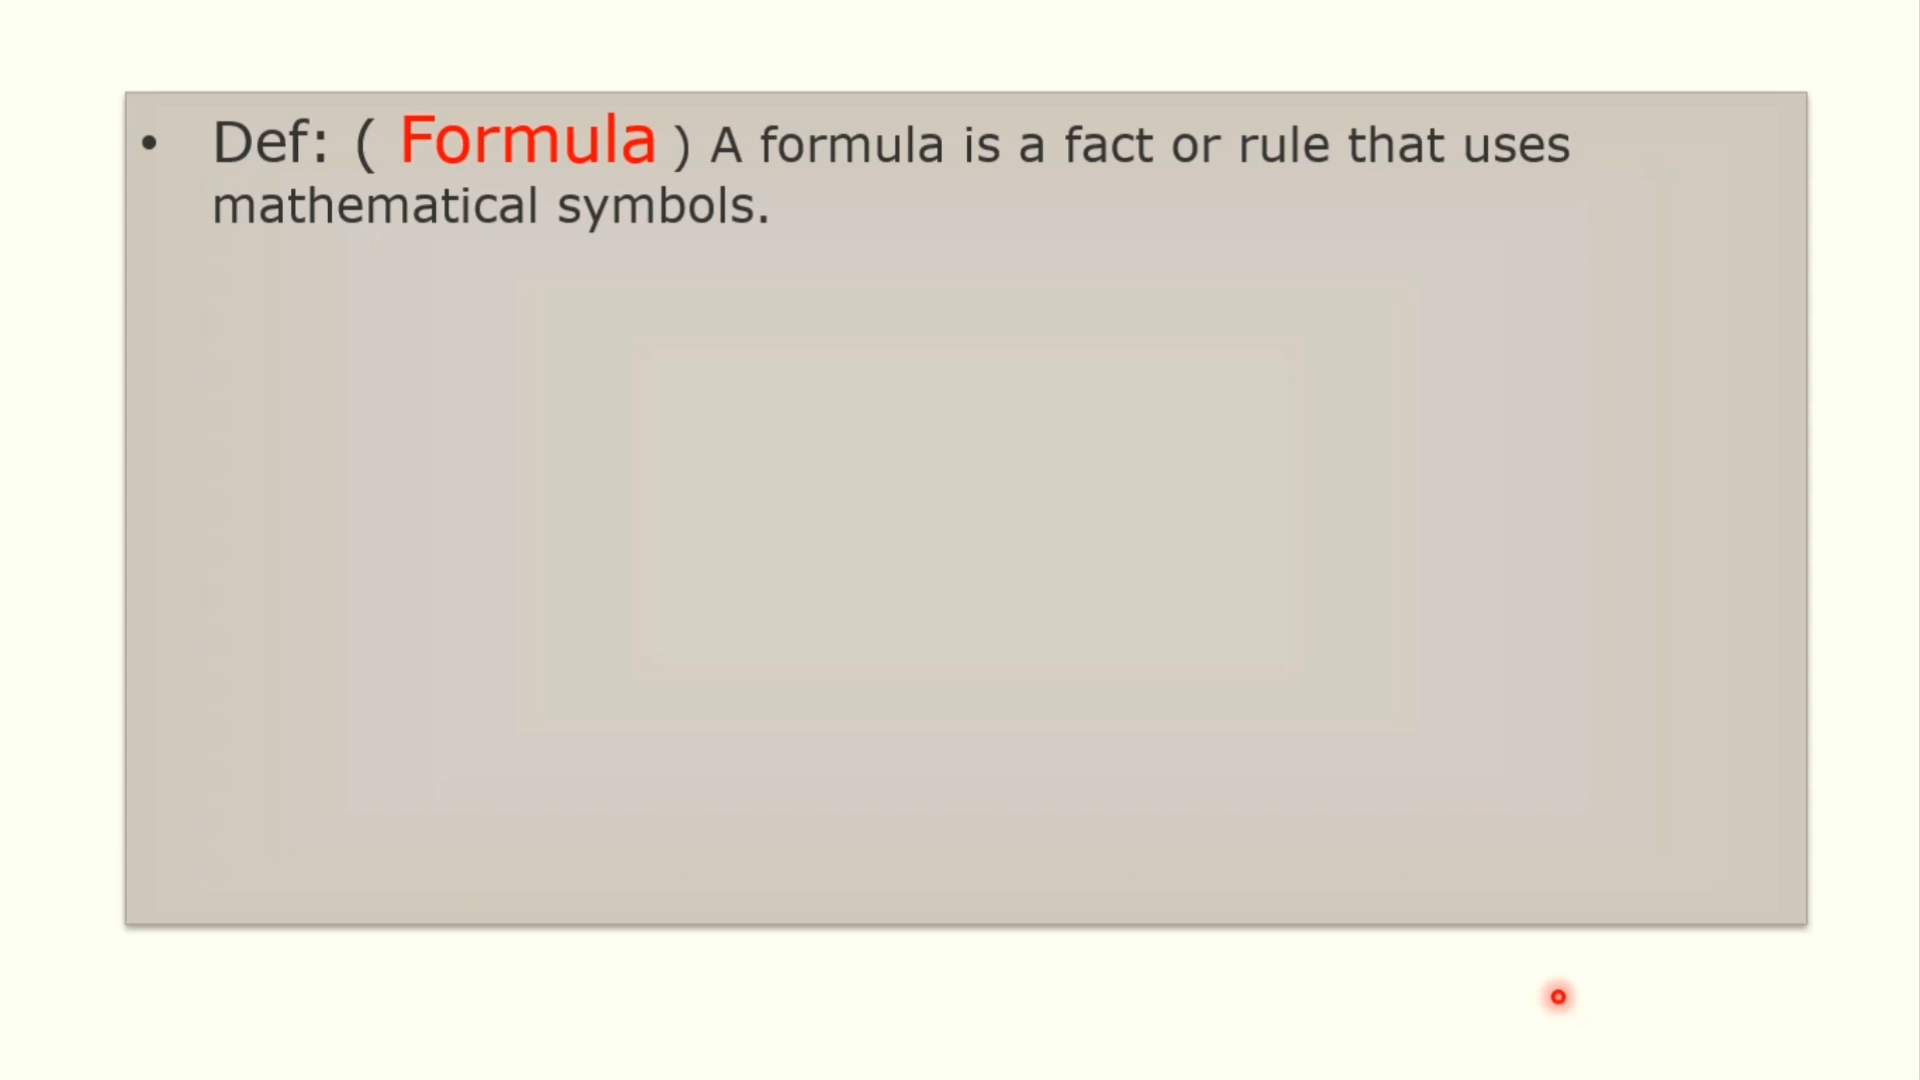 • Def: ( Formula ) A formula is a fact or rule that uses
mathematical symbols.